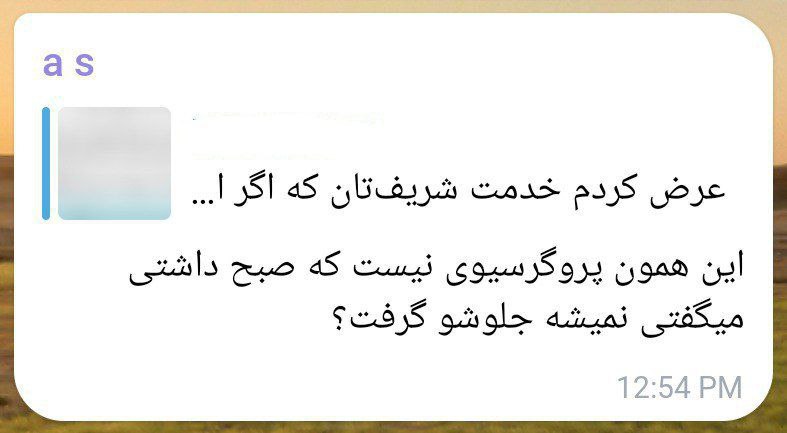 a s
عرض کردم خدمت شریف‌تان که اگر ا...
این همون پروگرسیوی نیست که صبح داشتی
میگفتی نمیشه جلوشو گرفت؟
12:54 PM